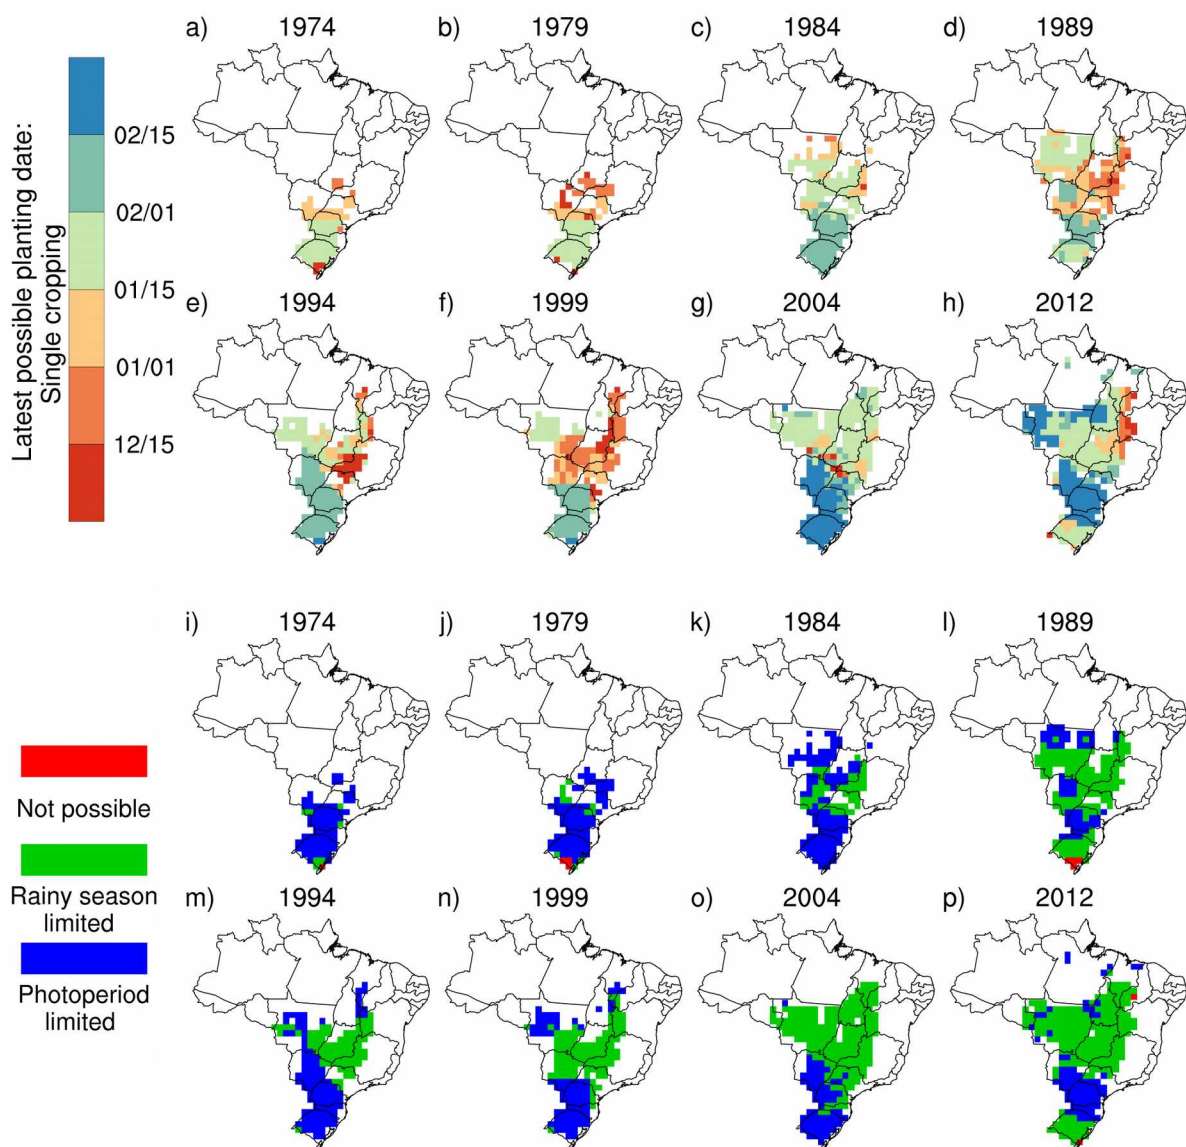 a) 1974
b) 1979
c) 1984
d) 1989
Latest possible planting date:
Single cropping
02/15
02/01
01/15
01/01
12/15
e) 1994
f) 1999
g) 2004
h) 2012
i) 1974
j) 1979
k) 1984
l) 1989
Not possible
Rainy season
limited
Photoperiod
limited
m) 1994
n) 1999
o) 2004
p) 2012